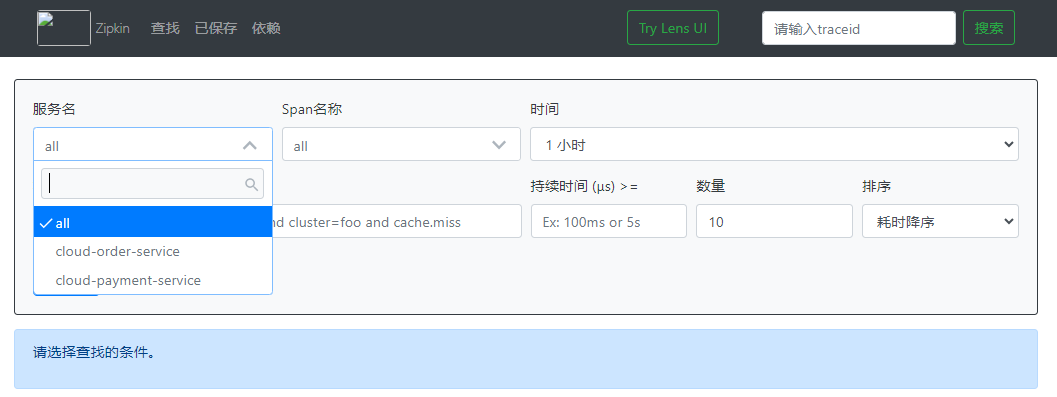 Zipkin 查找 已保存 依赖 Try Lens UI 请输入traceid 搜索
服务名 Span名称 时间
all all 1 小时
持续时间 (μs) >= 数量 排序
all nd cluster=foo and cache.miss Ex: 100ms or 5s 10 耗时降序
cloud-order-service
cloud-payment-service
请选择查找的条件。